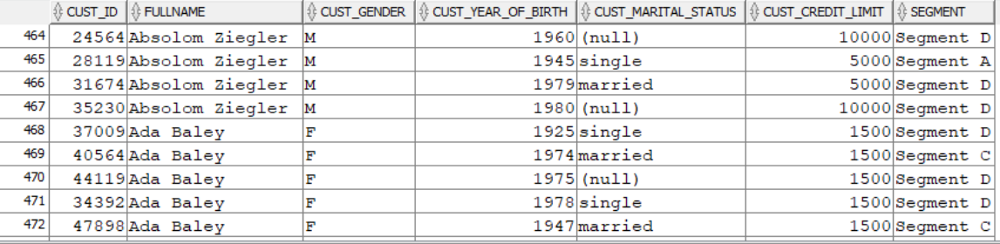 CUST_ID FULLNAME CUST_GENDER CUST_YEAR_OF_BIRTH CUST_MARITAL_STATUS CUST_CREDIT_LIMIT SEGMENT
464 24564 Absolom Ziegler M 1960 (null) 10000 Segment D
465 28119 Absolom Ziegler M 1945 single 5000 Segment A
466 31674 Absolom Ziegler M 1979 married 5000 Segment D
467 35230 Absolom Ziegler M 1980 (null) 10000 Segment D
468 37009 Ada Baley F 1925 single 1500 Segment D
469 40564 Ada Baley F 1974 married 1500 Segment C
470 44119 Ada Baley F 1975 (null) 1500 Segment D
471 34392 Ada Baley F 1978 single 1500 Segment D
472 47898 Ada Baley F 1947 married 1500 Segment C